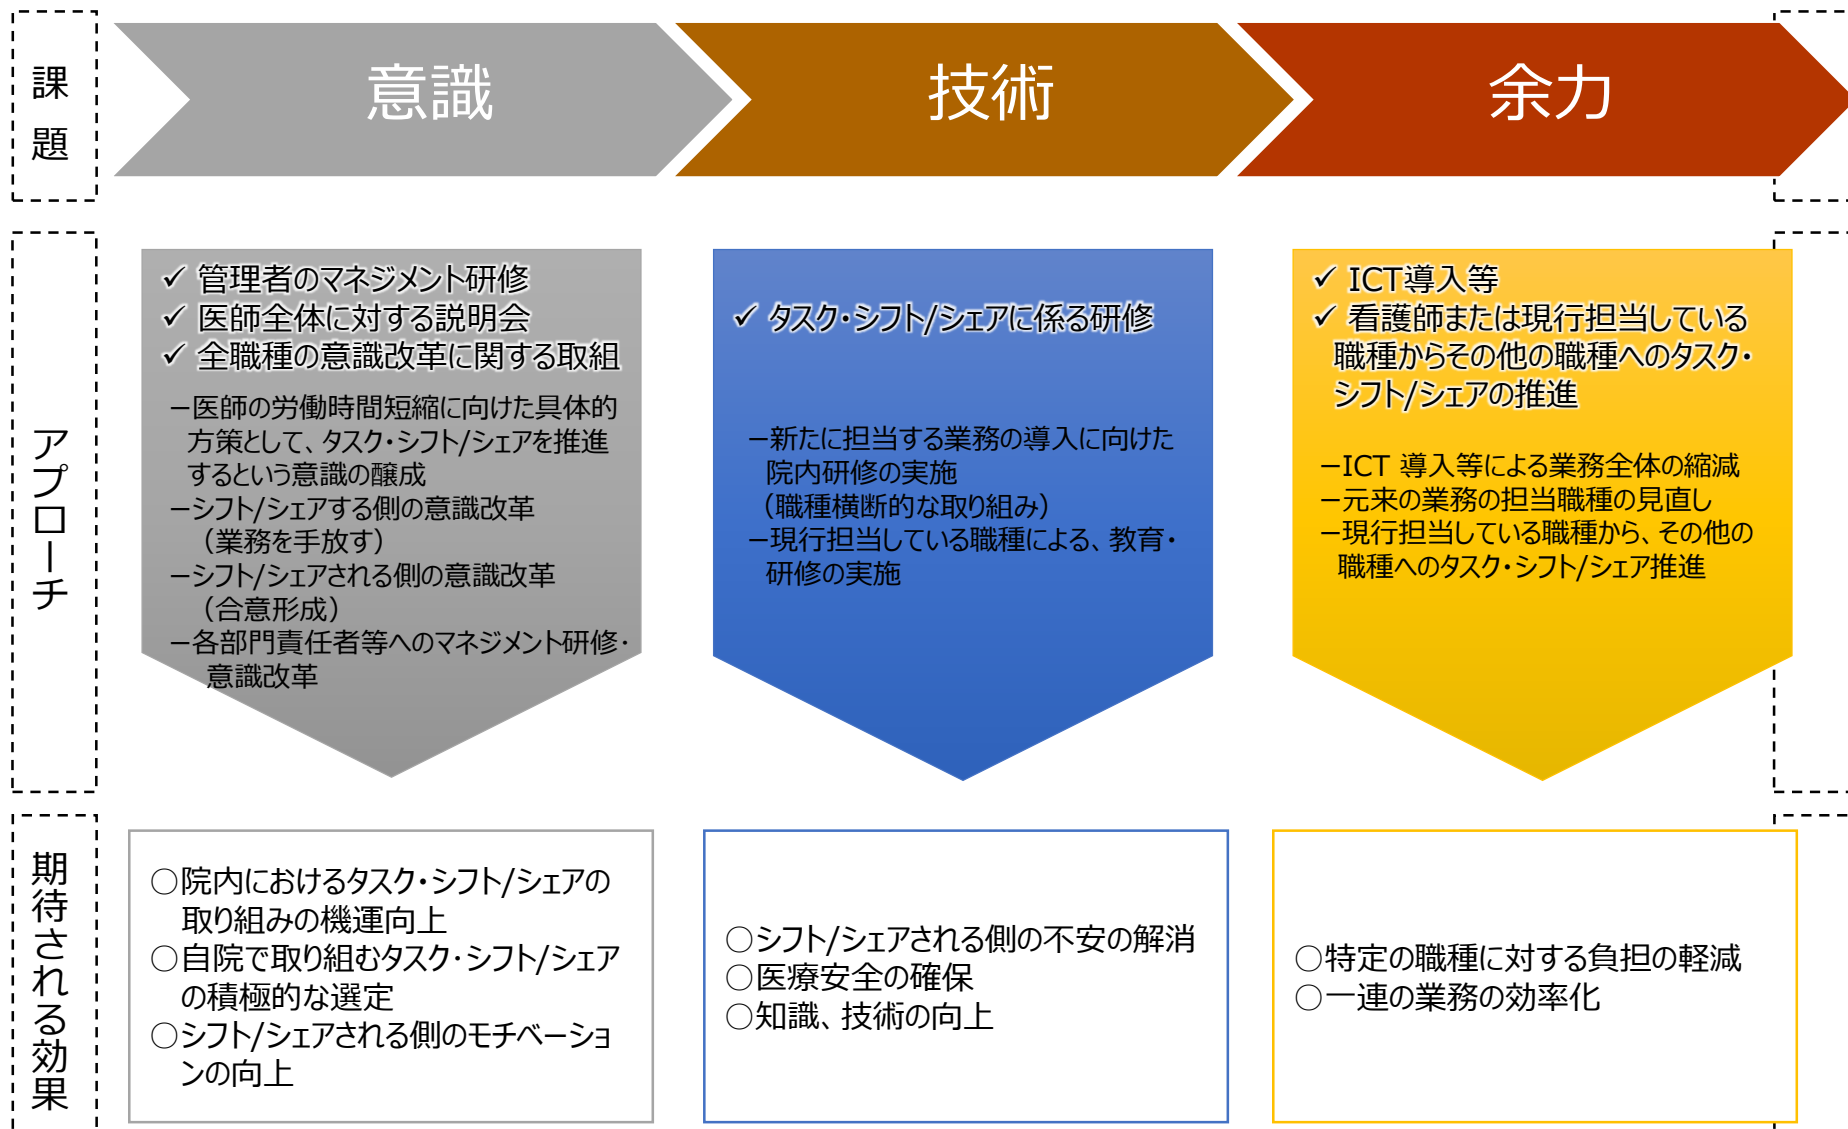 課題
意識
技術
余力
アプローチ
✓ 管理者のマネジメント研修
✓ 医師全体に対する説明会
✓ 全職種の意識改革に関する取組
－医師の労働時間短縮に向けた具体的
方策として、タスク・シフト/シェアを推進
するという意識の醸成
－シフト/シェアする側の意識改革
（業務を手放す）
－シフト/シェアされる側の意識改革
（合意形成）
－各部門責任者等へのマネジメント研修・
意識改革
✓ タスク・シフト/シェアに係る研修
－新たに担当する業務の導入に向けた
院内研修の実施
（職種横断的な取り組み）
－現行担当している職種による、教育・
研修の実施
✓ ICT導入等
✓ 看護師または現行担当している
職種からその他の職種へのタスク・
シフト/シェアの推進
－ICT 導入等による業務全体の縮減
－元来の業務の担当職種の見直し
－現行担当している職種から、その他の
職種へのタスク・シフト/シェア推進
期待される効果
○院内におけるタスク・シフト/シェアの
取り組みの機運向上
○自院で取り組むタスク・シフト/シェア
の積極的な選定
○シフト/シェアされる側のモチベーショ
ンの向上
○シフト/シェアされる側の不安の解消
○医療安全の確保
○知識、技術の向上
○特定の職種に対する負担の軽減
○一連の業務の効率化